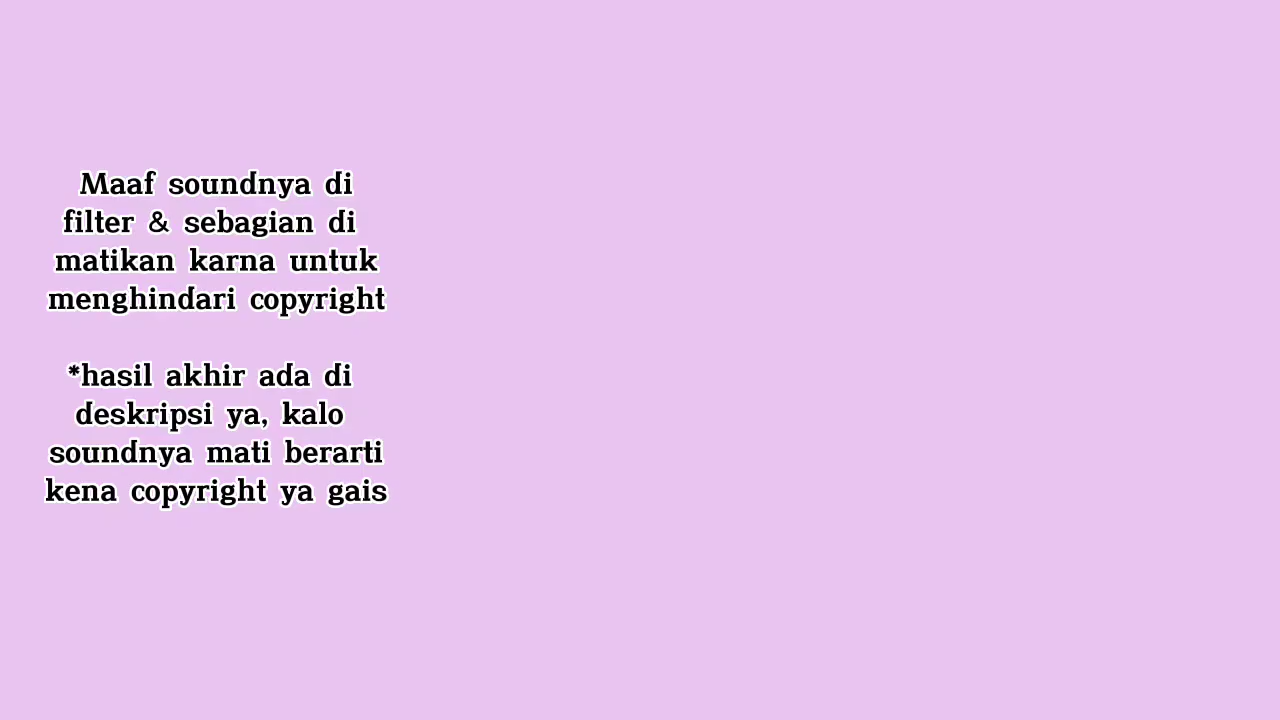 Maaf soundnya di
filter & sebagian di
matikan karna untuk
menghindari copyright
*hasil akhir ada di
deskripsi ya, kalo
soundnya mati berarti
kena copyright ya gais